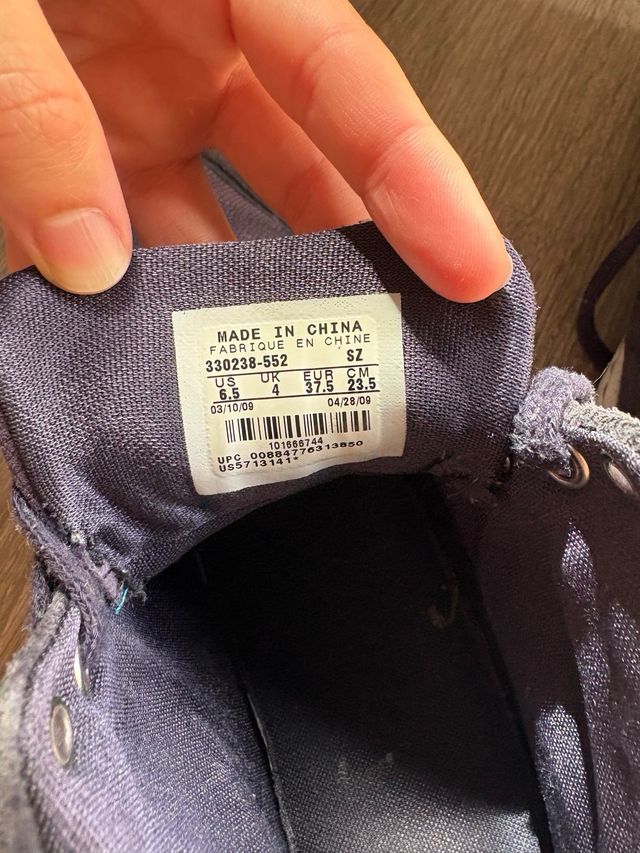 MADE IN CHINA
FABRIQUE EN CHINE
330238-552 SZ
US UK EUR CM
6.5 4 37.5 23.5
03/10/09 04/28/09
101666744
UPC 00884776313850
US5713141*